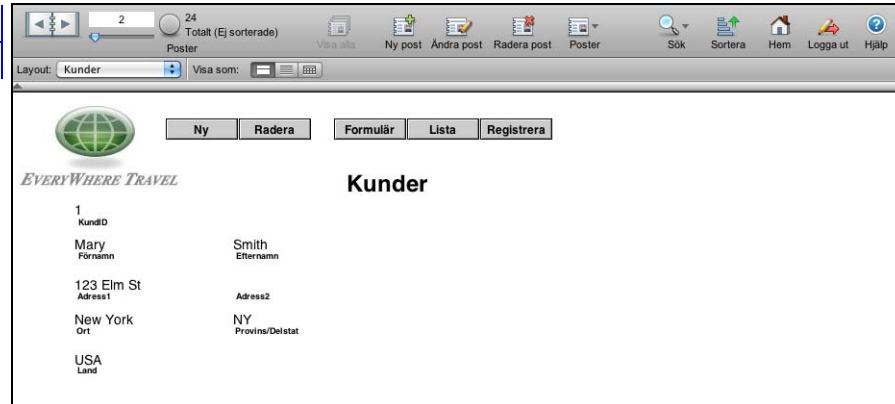 2
24
Totalt (Ej sorterade)
Poster
Visa alla
Ny post
Ändra post
Radera post
Poster
Sök
Sortera
Hem
Logga ut
Hjälp
Layout: Kunder
Visa som:
Ny
Radera
Formulär
Lista
Registrera
EVERYWHERE TRAVEL
Kunder
1
KundID
Mary Smith
Förnamn Efternamn
123 Elm St
Adress1 Adress2
New York NY
Ort Provins/Delstat
USA
Land